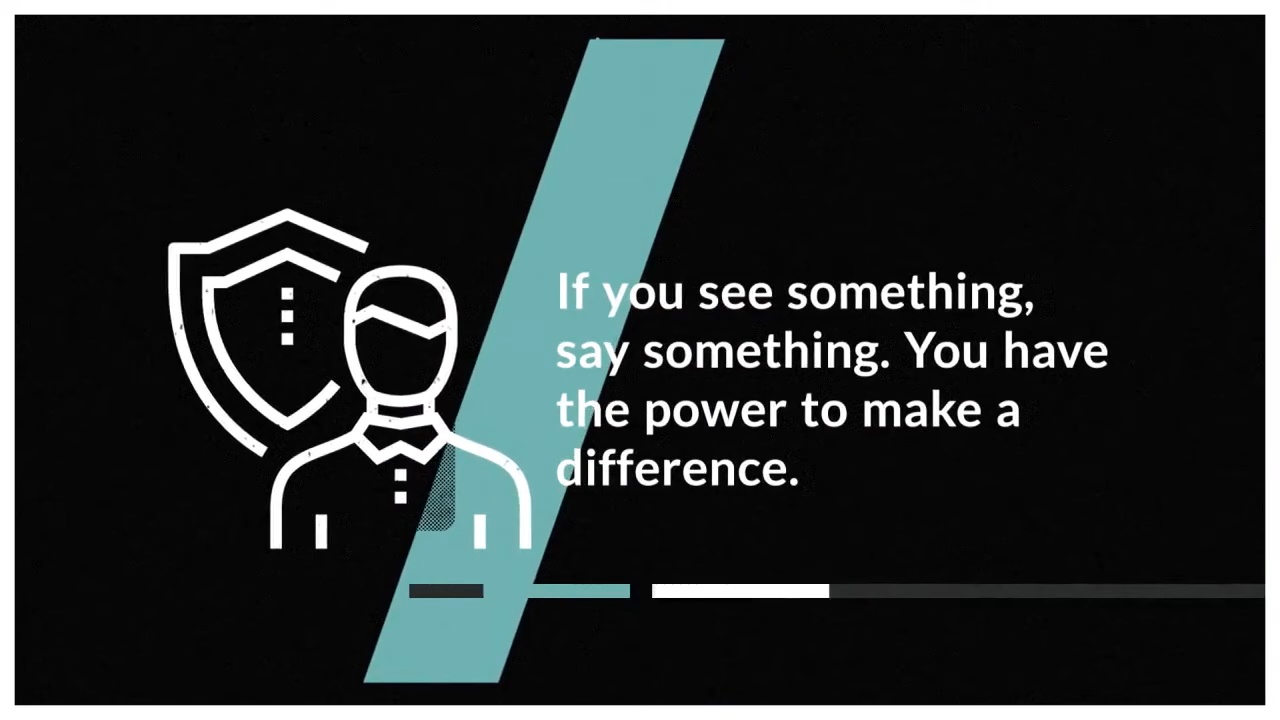 If you see something,
say something. You have
the power to make a
difference.